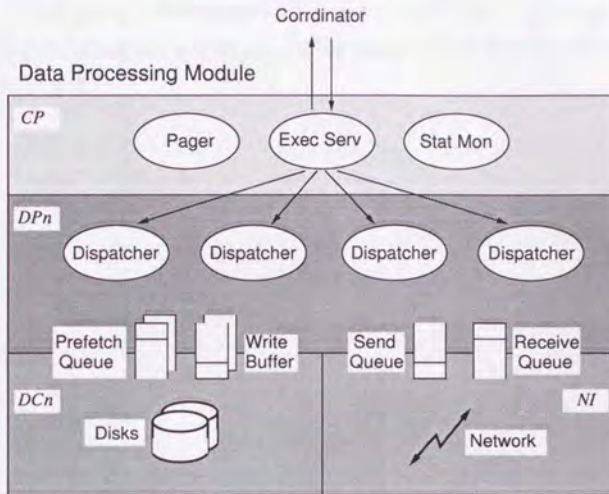 Corrdinator
Data Processing Module
CP
Pager
Exec Serv
Stat Mon
DPn
Dispatcher
Dispatcher
Dispatcher
Dispatcher
Prefetch
Queue
Write
Buffer
Send
Queue
Receive
Queue
DCn
NI
Disks
Network